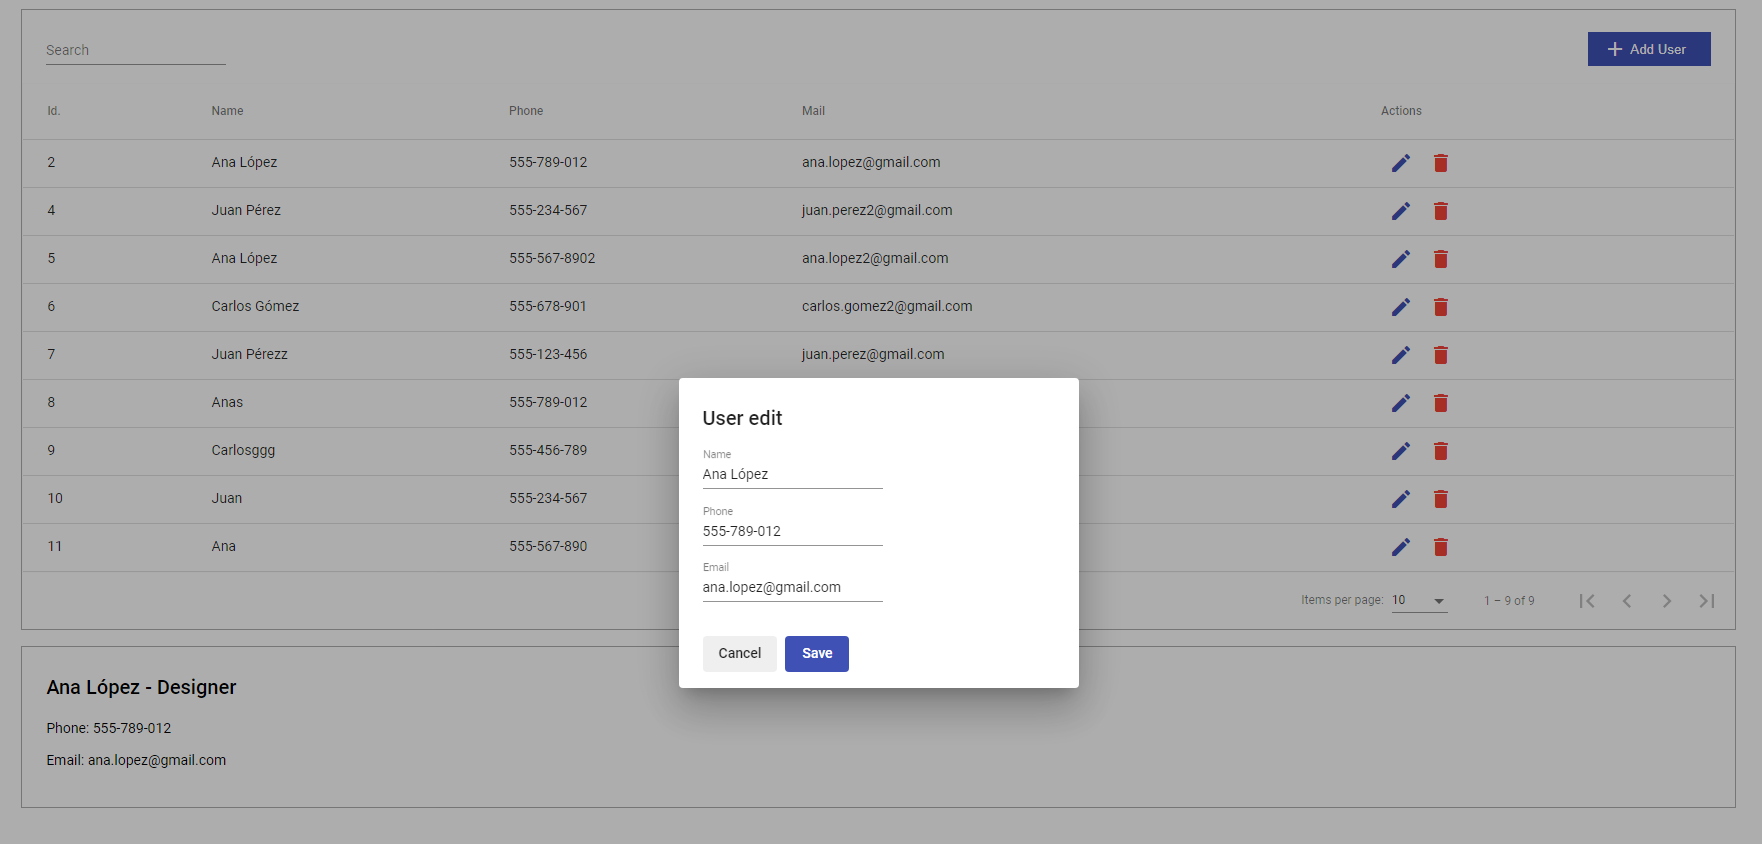 Search
Add User
Id. Name Phone Mail Actions
2 Ana López 555-789-012 ana.lopez@gmail.com
4 Juan Pérez 555-234-567 juan.perez2@gmail.com
5 Ana López 555-567-8902 ana.lopez2@gmail.com
6 Carlos Gómez 555-678-901 carlos.gomez2@gmail.com
7 Juan Pérezz 555-123-456 juan.perez@gmail.com
8 Anas 555-789-012
9 Carlosggg 555-456-789
10 Juan 555-234-567
11 Ana 555-567-890
Items per page: 10 1 – 9 of 9
User edit
Name
Ana López
Phone
555-789-012
Email
ana.lopez@gmail.com
Cancel Save
Ana López - Designer
Phone: 555-789-012
Email: ana.lopez@gmail.com